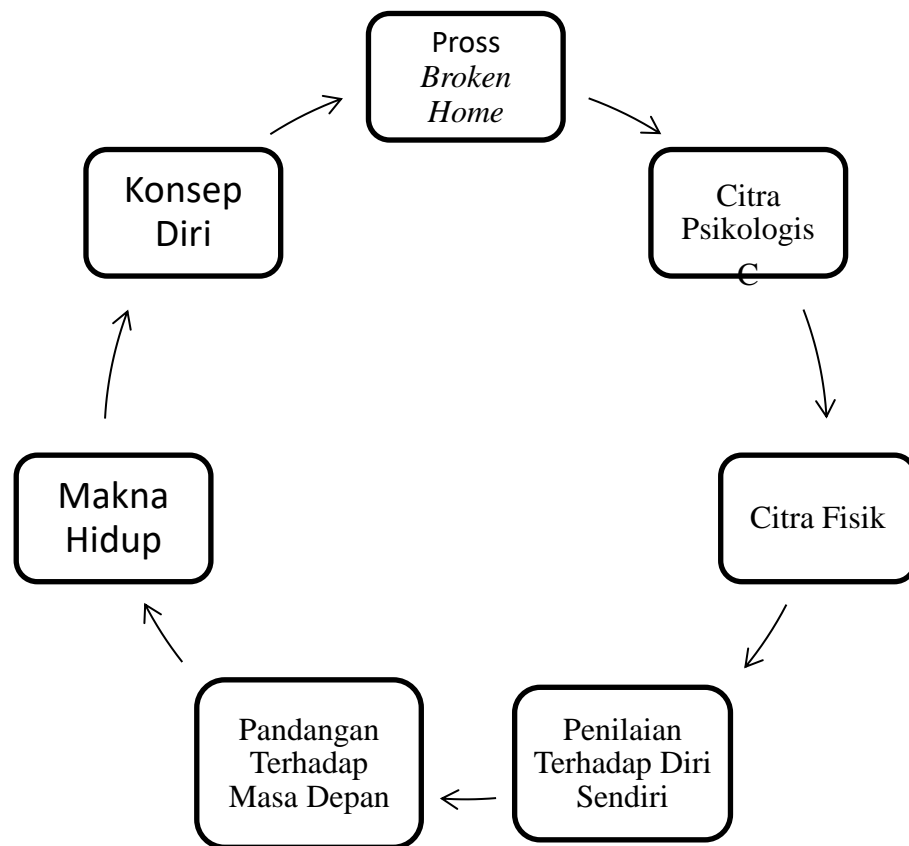 Pross
Broken
Home
Citra
Psikologis
C
Citra Fisik
Penilaian
Terhadap Diri
Sendiri
Pandangan
Terhadap
Masa Depan
Makna
Hidup
Konsep
Diri